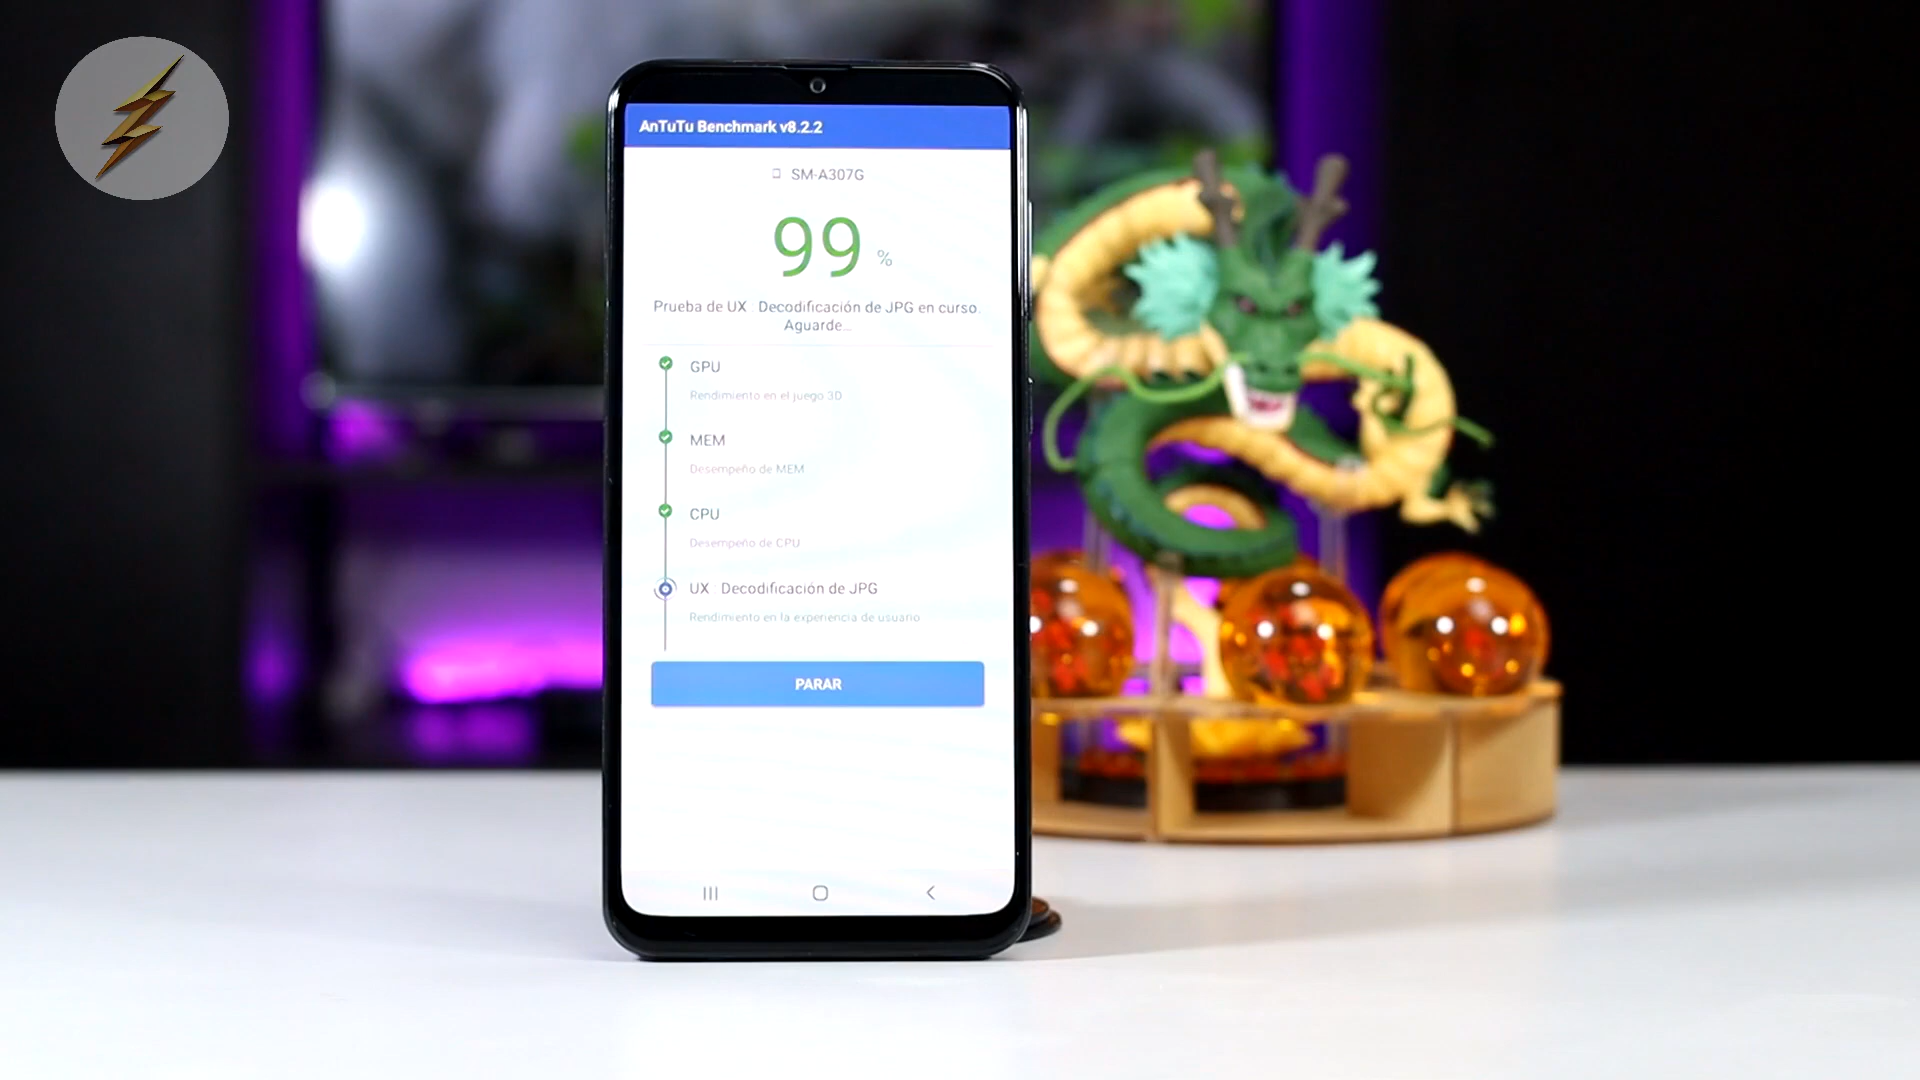 AnTuTu Benchmark v8.2.2
SM-A307G
99 %
Prueba de UX : Decodificación de JPG en curso.
Aguarde...
GPU
Rendimiento en el juego 3D
MEM
Desempeño de MEM
CPU
Desempeño de CPU
UX : Decodificación de JPG
Rendimiento en la experiencia de usuario
PARAR